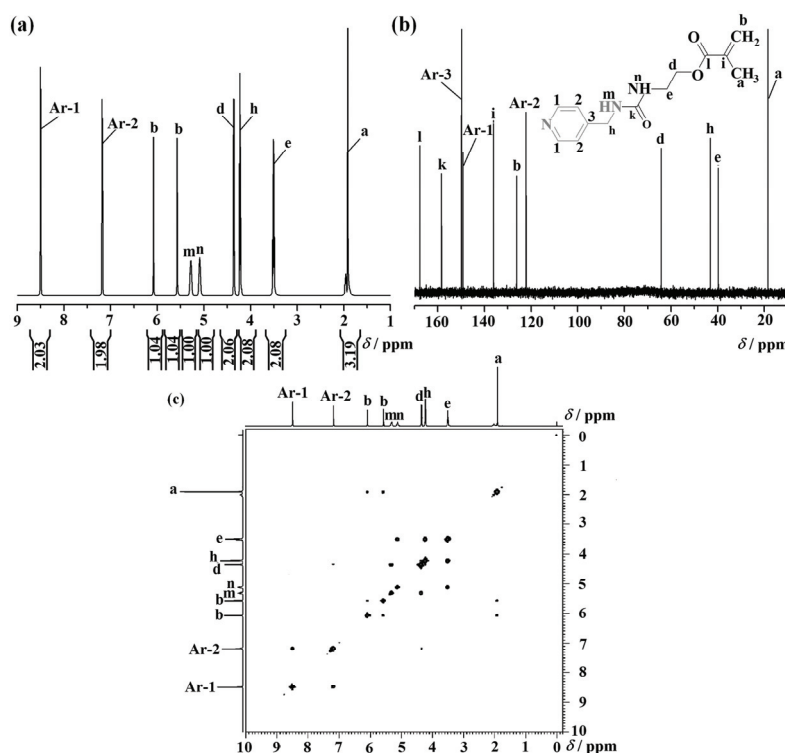 (a)
Ar-1
Ar-2
b
b
m
n
d
h
e
a
9 8 7 6 5 4 3 2 1
δ / ppm
2.03
1.98
1.04
1.04
1.00
1.00
2.06
2.08
2.08
3.19
(b)
l
k
Ar-3
Ar-1
i
b
Ar-2
d
h
e
a
b
CH2
O
l
i
CH3
a
O
d
e
n
NH
m
NH
k
O
h
1
2
3
N
1
2
170 140 120 100 80 60 40 20 10
δ / ppm
(c)
Ar-1 Ar-2 b b mn d h e a
δ / ppm
a
e
h
d
n
m
b
b
Ar-2
Ar-1
0
1
2
3
4
5
6
7
8
9
10
10 9 8 7 6 5 4 3 2 1 0
δ / ppm